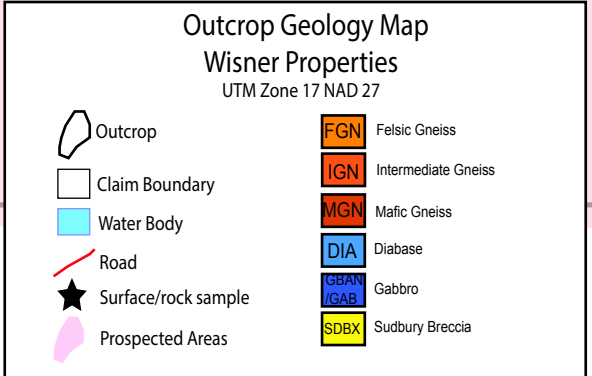 Outcrop Geology Map
Wisner Properties
UTM Zone 17 NAD 27
Outcrop
Claim Boundary
Water Body
Road
Surface/rock sample
Prospected Areas
FGN Felsic Gneiss
IGN Intermediate Gneiss
MGN Mafic Gneiss
DIA Diabase
GBAN
/GAB Gabbro
SDBX Sudbury Breccia